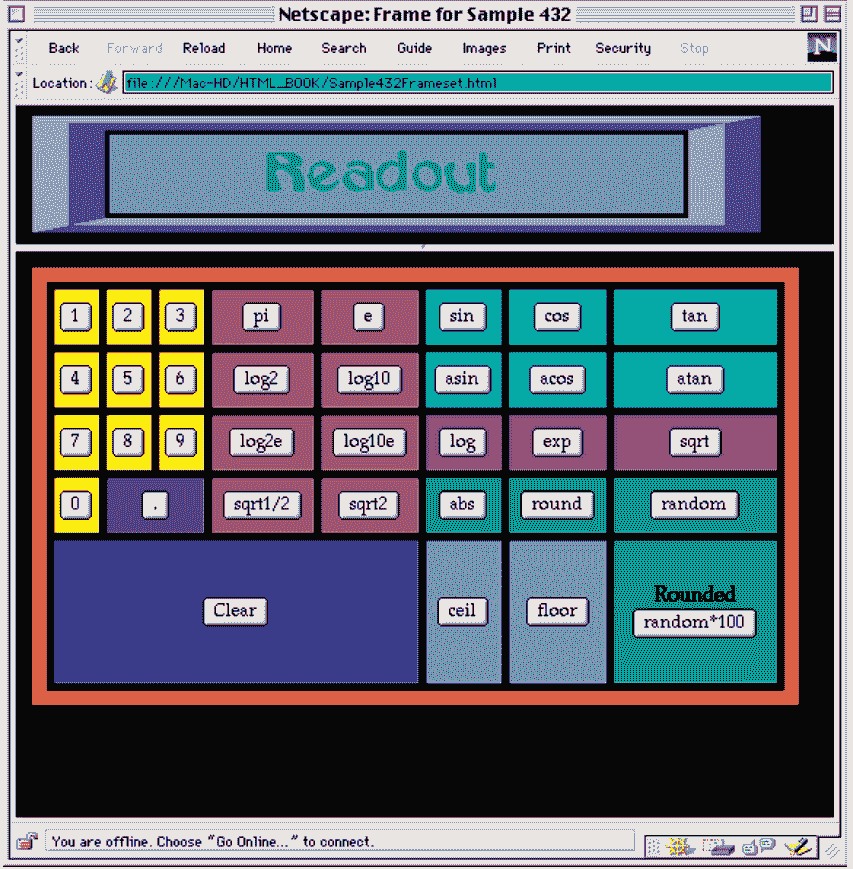 Netscape: Frame for Sample 432
Back Forward Reload Home Search Guide Images Print Security Stop
N
Location: file:///Mac-HD/HTML_BOOK/Sample432Frameset.html
Readout
1 2 3 pi e sin cos tan
4 5 6 log2 log10 asin acos atan
7 8 9 log2e log10e log exp sqrt
0 . sqrt1/2 sqrt2 abs round random
Rounded
Clear ceil floor random*100
You are offline. Choose "Go Online..." to connect.